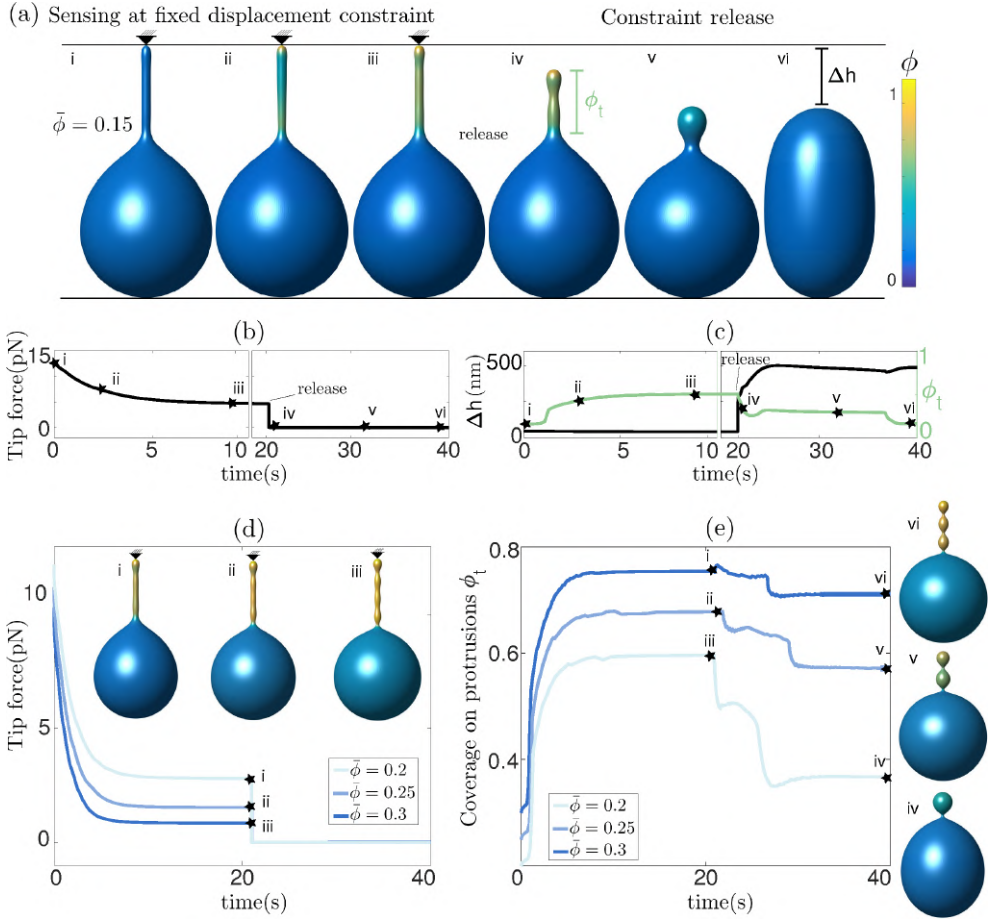 (a) Sensing at fixed displacement constraint
Constraint release
i
ii
iii
iv
v
vi
Δh
ϕ
ϕ̄ = 0.15
release
ϕt
1
0
(b)
Tip force(pN)
15
0
i
ii
iii
release
iv
v
vi
0
5
10
20
30
40
time(s)
(c)
Δh(nm)
500
0
i
ii
iii
release
iv
v
vi
1
ϕt
0
0
5
10
20
30
40
time(s)
(d)
Tip force(pN)
10
5
0
i
ii
iii
i
ii
iii
ϕ̄ = 0.2
ϕ̄ = 0.25
ϕ̄ = 0.3
0
20
40
time(s)
(e)
Coverage on protrusions ϕt
0.8
0.6
0.4
i
ii
iii
vi
v
iv
ϕ̄ = 0.2
ϕ̄ = 0.25
ϕ̄ = 0.3
0
20
40
time(s)
vi
v
iv